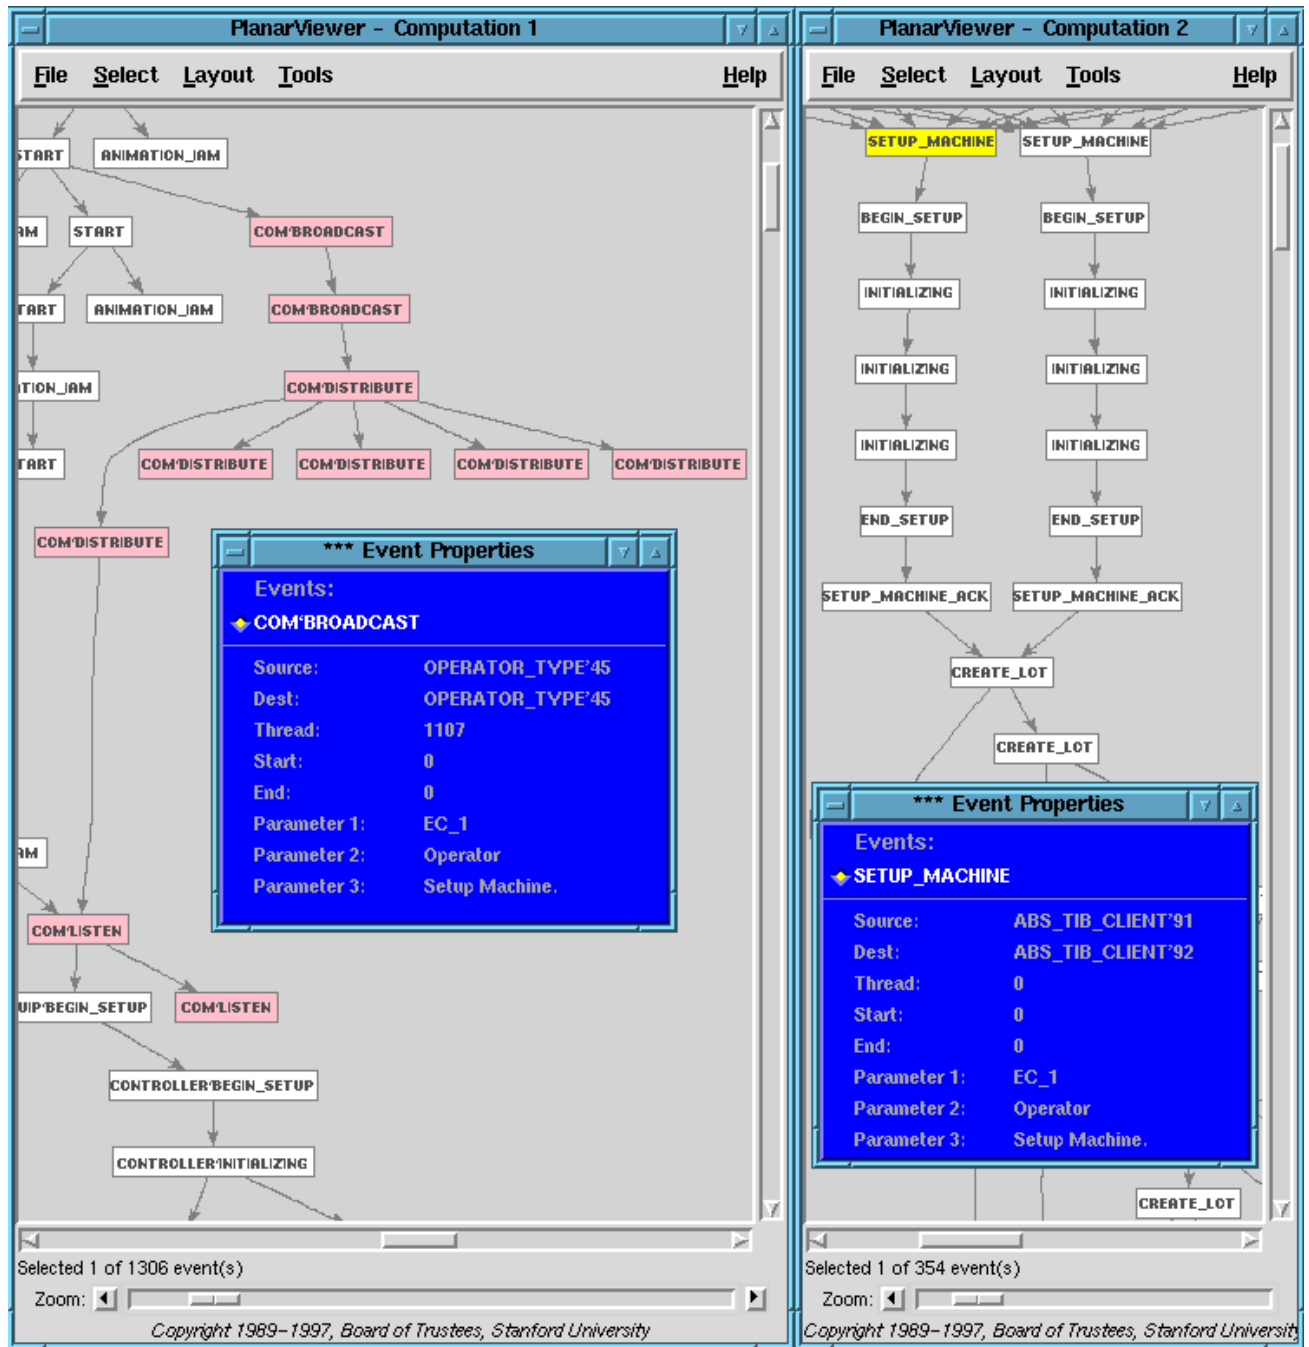 PlanarViewer - Computation 1
File Select Layout Tools Help
START ANIMATION_JAM
START COM'BROADCAST
ANIMATION_JAM COM'BROADCAST
COM'DISTRIBUTE
COM'DISTRIBUTE COM'DISTRIBUTE COM'DISTRIBUTE COM'DISTRIBUTE
COM'DISTRIBUTE
*** Event Properties
Events:
COM'BROADCAST
Source: OPERATOR_TYPE'45
Dest: OPERATOR_TYPE'45
Thread: 1107
Start: 0
End: 0
Parameter 1: EC_1
Parameter 2: Operator
Parameter 3: Setup Machine.
COM'LISTEN
UIP'BEGIN_SETUP COM'LISTEN
CONTROLLER'BEGIN_SETUP
CONTROLLER'INITIALIZING
Selected 1 of 1306 event(s)
Zoom:
Copyright 1989-1997, Board of Trustees, Stanford University
PlanarViewer - Computation 2
File Select Layout Tools Help
SETUP_MACHINE SETUP_MACHINE
BEGIN_SETUP BEGIN_SETUP
INITIALIZING INITIALIZING
INITIALIZING INITIALIZING
INITIALIZING INITIALIZING
END_SETUP END_SETUP
SETUP_MACHINE_ACK SETUP_MACHINE_ACK
CREATE_LOT
CREATE_LOT
*** Event Properties
Events:
SETUP_MACHINE
Source: ABS_TIB_CLIENT'91
Dest: ABS_TIB_CLIENT'92
Thread: 0
Start: 0
End: 0
Parameter 1: EC_1
Parameter 2: Operator
Parameter 3: Setup Machine.
CREATE_LOT
Selected 1 of 354 event(s)
Zoom:
Copyright 1989-1997, Board of Trustees, Stanford University